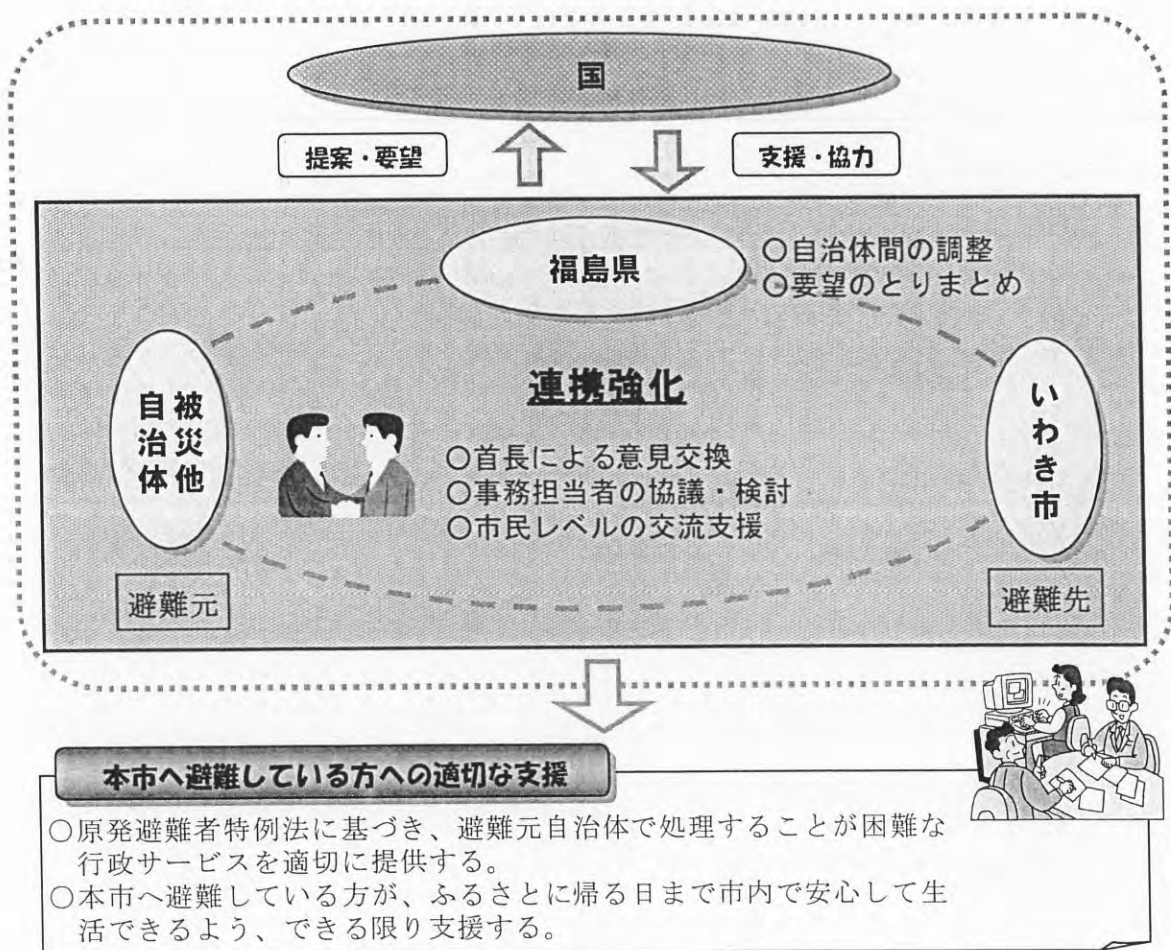 国
提案・要望
支援・協力
福島県
○自治体間の調整
○要望のとりまとめ
被災他
自治体
連携強化
○首長による意見交換
○事務担当者の協議・検討
○市民レベルの交流支援
いわき市
避難元
避難先
本市へ避難している方への適切な支援
○原発避難者特例法に基づき、避難元自治体で処理することが困難な
行政サービスを適切に提供する。
○本市へ避難している方が、ふるさとに帰る日まで市内で安心して生
活できるよう、できる限り支援する。